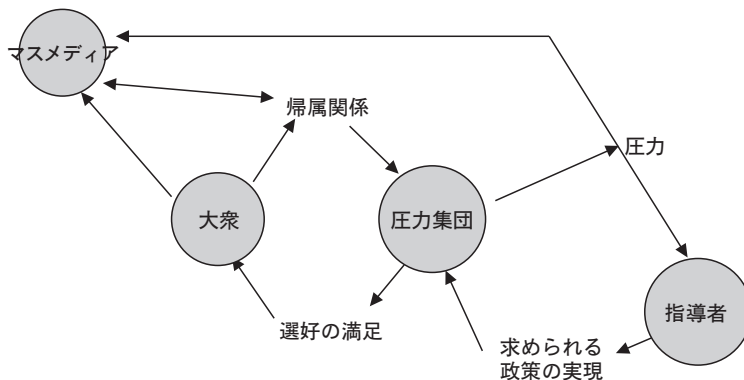 マスメディア
帰属関係
圧力
大衆
圧力集団
選好の満足
指導者
求められる
政策の実現